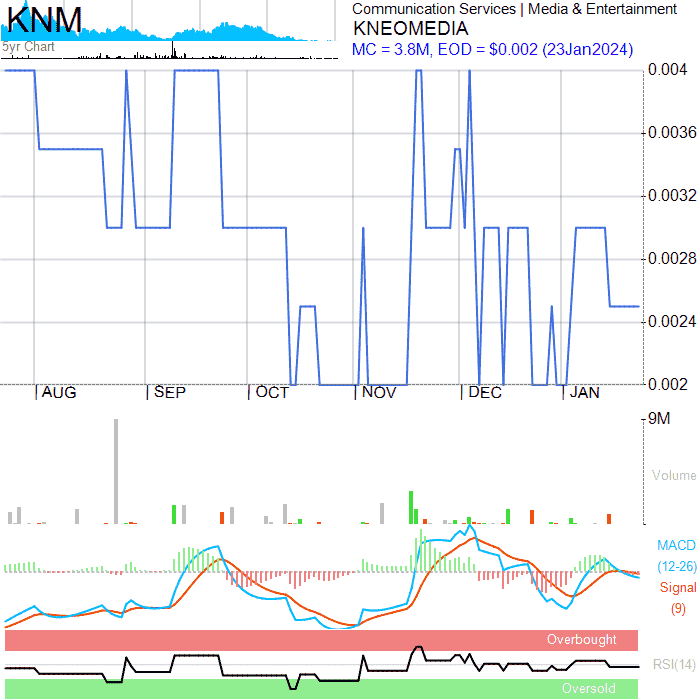 KNM
5yr Chart
Communication Services | Media & Entertainment
KNEOMEDIA
MC = 3.8M, EOD = $0.002 (23Jan2024)
0.004
0.0036
0.0032
0.0028
0.0024
0.002
AUG
SEP
OCT
NOV
DEC
JAN
9M
Volume
MACD
(12-26)
Signal
(9)
Overbought
RSI(14)
Oversold